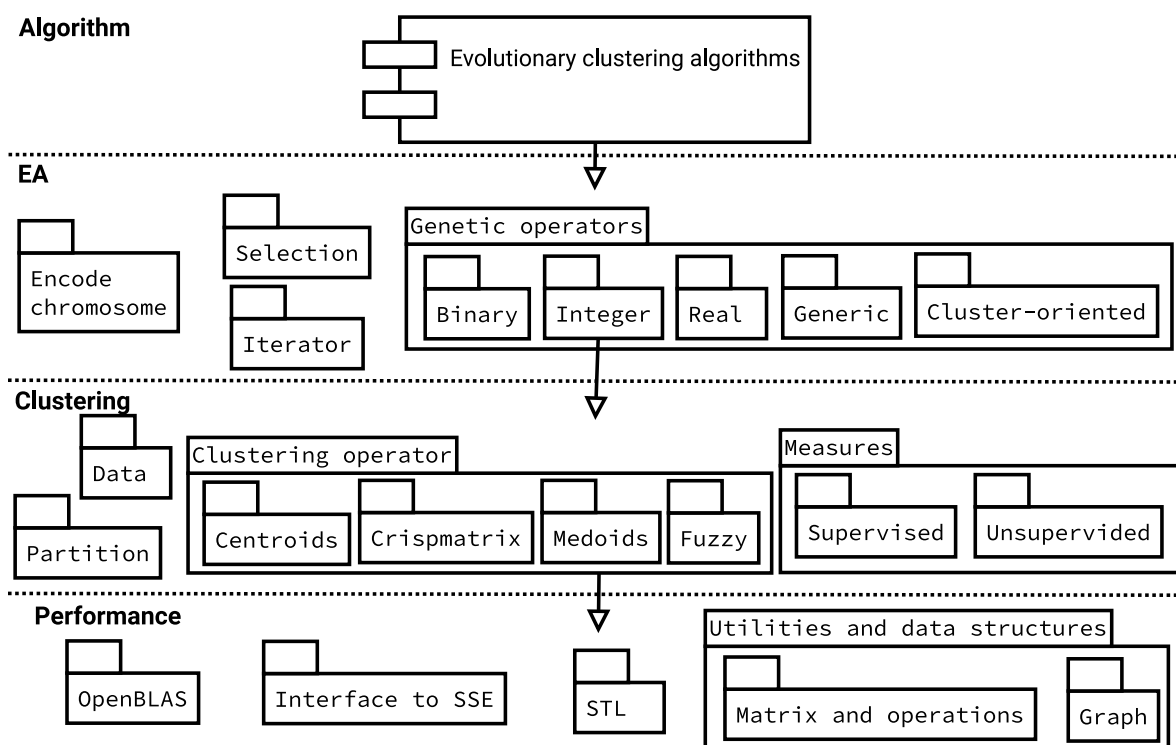 Algorithm
Evolutionary clustering algorithms
EA
Encode
chromosome
Selection
Iterator
Genetic operators
Binary
Integer
Real
Generic
Cluster-oriented
Clustering
Data
Partition
Clustering operator
Centroids
Crispmatrix
Medoids
Fuzzy
Measures
Supervised
Unsupervided
Performance
OpenBLAS
Interface to SSE
STL
Utilities and data structures
Matrix and operations
Graph